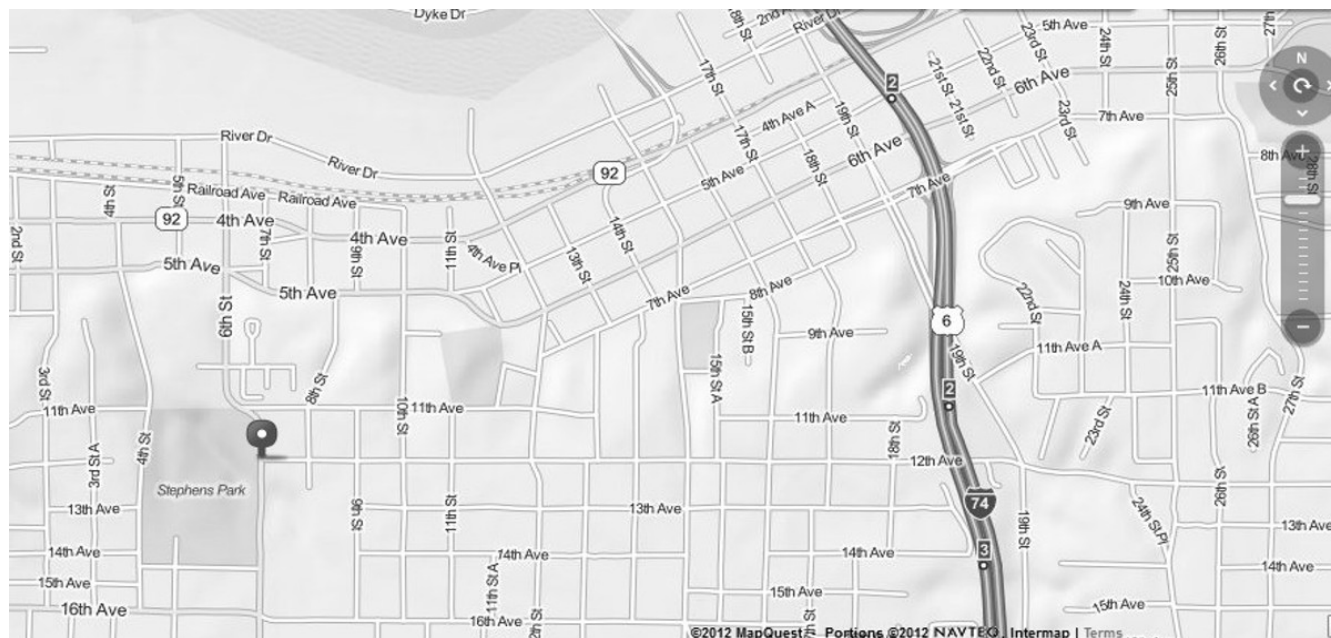 Dyke Dr
18th St
2nd Ave
River Dr
5th Ave
24th St
26th St
27th
17th St
23rd St
22nd St
21st St
6th Ave
25th St
N
2
4th Ave A
19th St
21st St
23rd St
7th Ave
River Dr
17th St
6th Ave
8th Ave
28th St
River Dr
92
18th St
5th Ave
7th Ave
Railroad Ave
Railroad Ave
4th St
5th St
92
4th Ave
4th Ave
7th St
9th St
11th St
4th Ave Pl
14th St
13th St
9th Ave
2nd St
5th Ave
5th Ave
6th St
7th Ave
8th Ave
25th St
10th Ave
22nd St
24th St
15th St B
9th Ave
6
19th St
11th Ave A
3rd St
8th St
10th St
15th St A
11th Ave
11th Ave
11th Ave
2
11th Ave B
26th St A
27th St
23rd St
3rd St A
4th St
18th St
12th Ave
Stephens Park
26th St
13th Ave
9th St
11th St
13th Ave
74
19th St
24th St Pl
13th Ave
14th Ave
14th Ave
14th Ave
3
14th Ave
15th Ave
11th St A
15th Ave
15th Ave
16th Ave
©2012 MapQuest Portions ©2012 NAVTEQ, Intermap | Terms